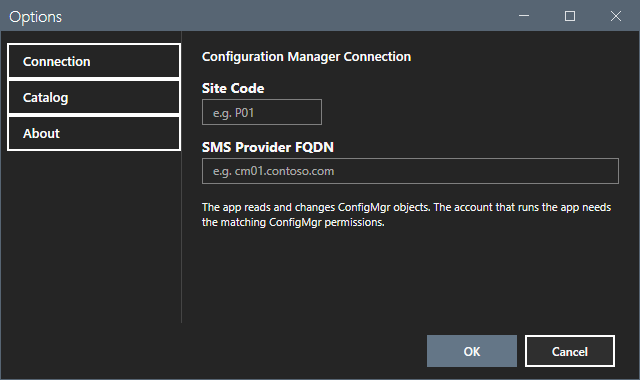 Options
Connection
Catalog
About
Configuration Manager Connection
Site Code
e.g. P01
SMS Provider FQDN
e.g. cm01.contoso.com
The app reads and changes ConfigMgr objects. The account that runs the app needs
the matching ConfigMgr permissions.
OK
Cancel